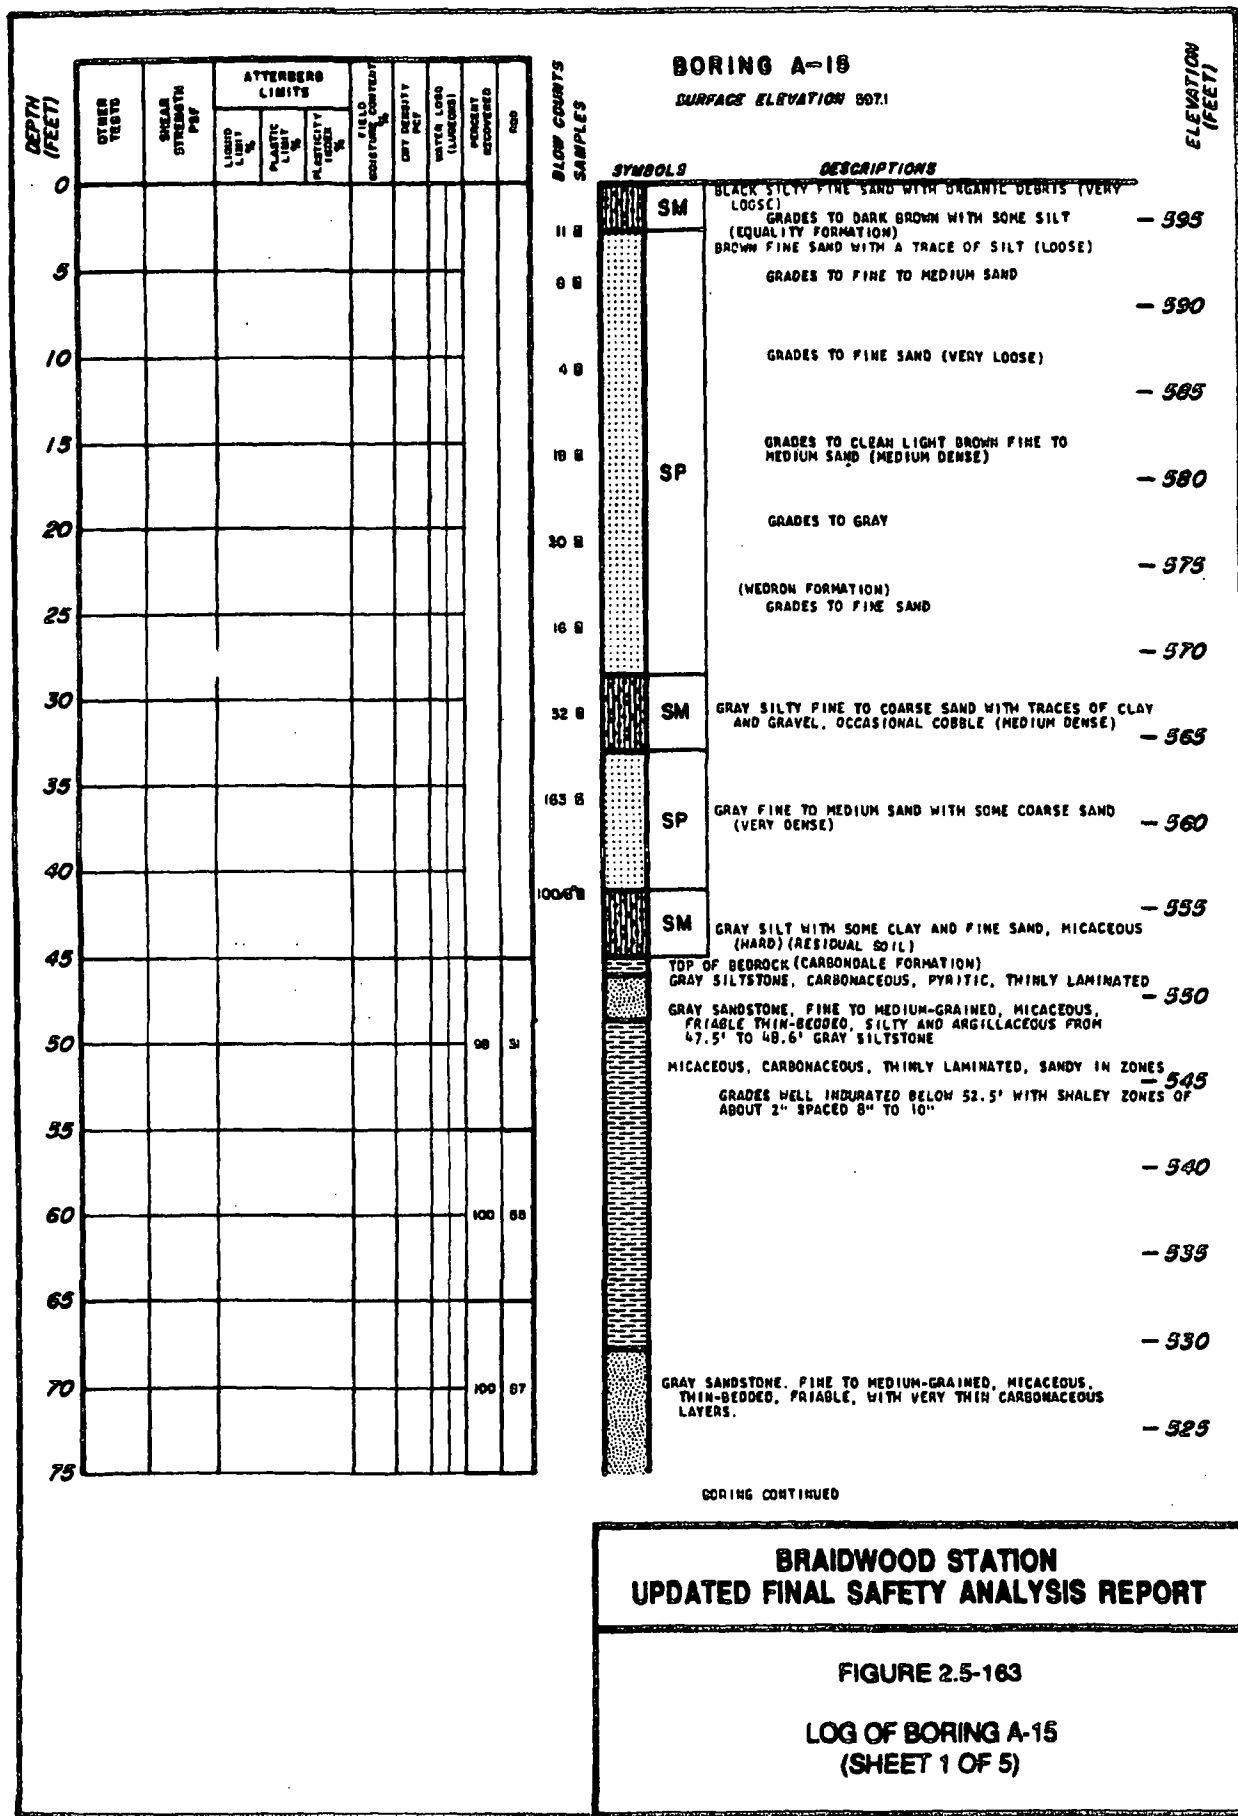 BORING A-15
SURFACE ELEVATION 597.1
DEPTH (FEET)
OTHER TESTS
SHEAR STRENGTH PSF
ATTERBERG LIMITS
LIQUID LIMIT %
PLASTIC LIMIT %
PLASTICITY INDEX %
FIELD MOISTURE CONTENT %
DRY DENSITY PCF
WATER LOSS (LUGEONS)
PERCENT RECOVERED
RQD
BLOW COUNTS
SAMPLES
SYMBOLS
DESCRIPTIONS
ELEVATION (FEET)
0
BLACK SILTY FINE SAND WITH ORGANIC DEBRIS (VERY
LOOSE)
SM
GRADES TO DARK BROWN WITH SOME SILT
- 595
(EQUALITY FORMATION)
11
BROWN FINE SAND WITH A TRACE OF SILT (LOOSE)
5
GRADES TO FINE TO MEDIUM SAND
- 590
10
GRADES TO FINE SAND (VERY LOOSE)
4
- 585
15
GRADES TO CLEAN LIGHT BROWN FINE TO
MEDIUM SAND (MEDIUM DENSE)
SP
- 580
20
GRADES TO GRAY
- 575
(WEDRON FORMATION)
GRADES TO FINE SAND
25
16
- 570
30
SM
GRAY SILTY FINE TO COARSE SAND WITH TRACES OF CLAY
AND GRAVEL, OCCASIONAL COBBLE (MEDIUM DENSE)
- 565
35
163
SP
GRAY FINE TO MEDIUM SAND WITH SOME COARSE SAND
(VERY DENSE)
- 560
40
- 555
SM
GRAY SILT WITH SOME CLAY AND FINE SAND, MICACEOUS
(HARD) (RESIDUAL SOIL)
45
TOP OF BEDROCK (CARBONDALE FORMATION)
GRAY SILTSTONE, CARBONACEOUS, PYRITIC, THINLY LAMINATED
- 550
GRAY SANDSTONE, FINE TO MEDIUM-GRAINED, MICACEOUS,
FRIABLE THIN-BEDDED, SILTY AND ARGILLACEOUS FROM
47.5' TO 48.6' GRAY SILTSTONE
50
98
51
MICACEOUS, CARBONACEOUS, THINLY LAMINATED, SANDY IN ZONES
- 545
GRADES WELL INDURATED BELOW 52.5' WITH SHALEY ZONES OF
ABOUT 2" SPACED 8" TO 10"
55
- 540
60
100
- 535
65
- 530
70
100
GRAY SANDSTONE. FINE TO MEDIUM-GRAINED, MICACEOUS,
THIN-BEDDED, FRIABLE, WITH VERY THIN CARBONACEOUS
LAYERS.
- 525
75
BORING CONTINUED
BRAIDWOOD STATION
UPDATED FINAL SAFETY ANALYSIS REPORT
FIGURE 2.5-163
LOG OF BORING A-15
(SHEET 1 OF 5)